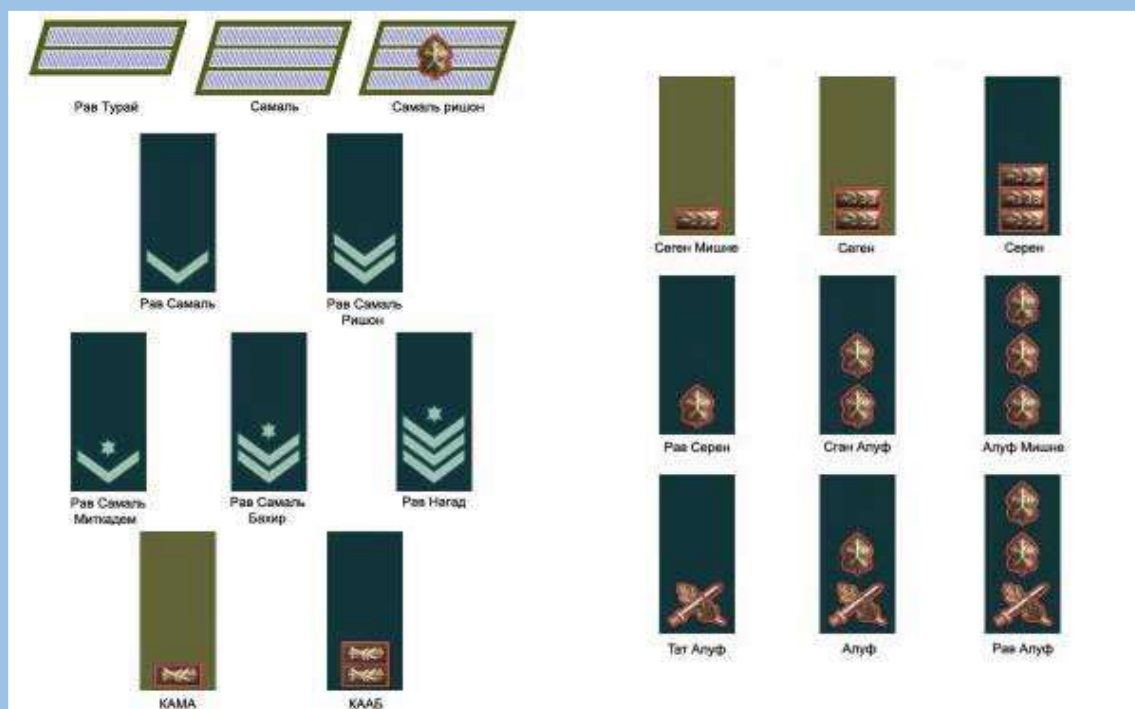 Рав Турай
Самаль
Самаль ришон
Рав Самаль
Рав Самаль
Ришон
Рав Самаль
Миткадем
Рав Самаль
Бахир
Рав Нагад
КАМА
КААБ
Сеген Мишне
Сеген
Серен
Рав Серен
Сган Алуф
Алуф Мишне
Тат Алуф
Алуф
Рав Алуф